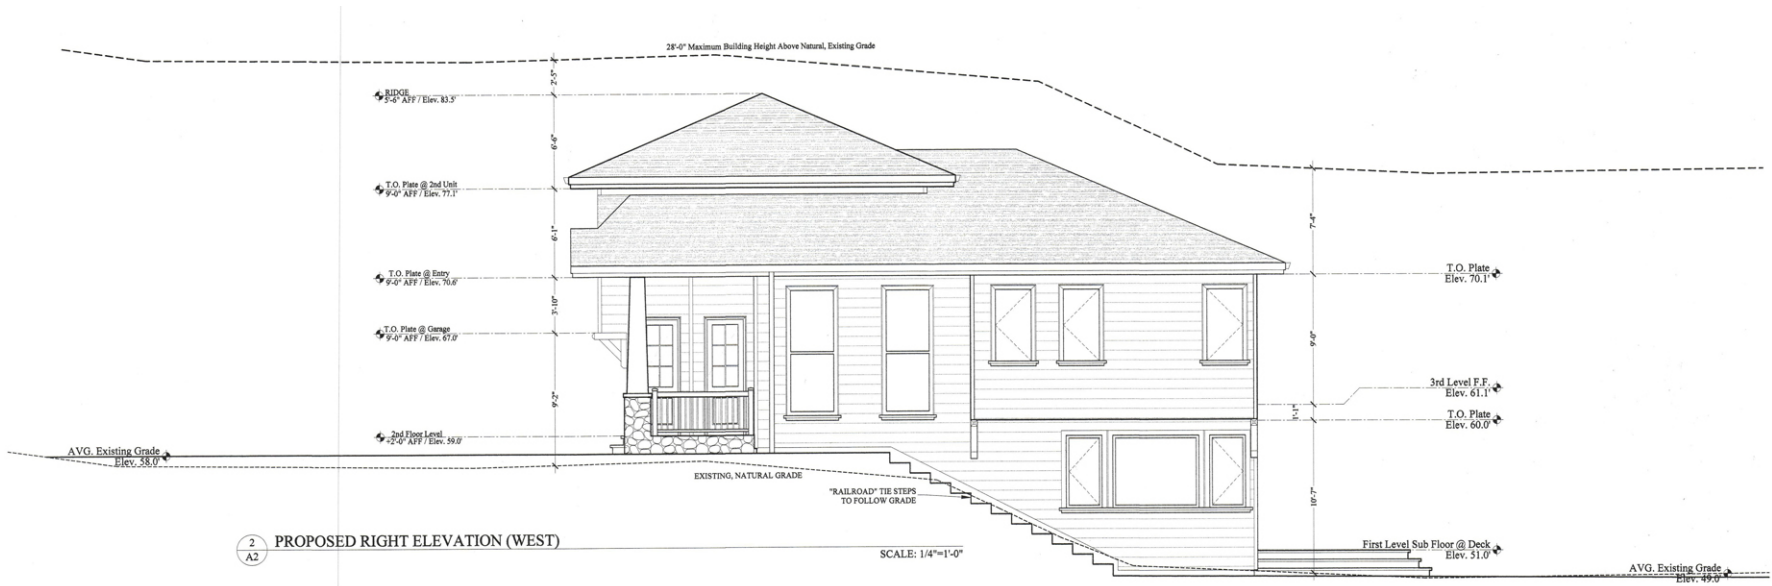 28'-0" Maximum Building Height Above Natural, Existing Grade
2'-5"
RIDGE
5'-6" AFF / Elev. 83.5'
6'-6"
T.O. Plate @ 2nd Unit
9'-0" AFF / Elev. 77.1'
6'-1"
T.O. Plate @ Entry
9'-0" AFF / Elev. 70.6'
3'-10"
T.O. Plate @ Garage
9'-0" AFF / Elev. 67.0'
9'-2"
2nd Floor Level
+2'-0" AFF / Elev. 59.0'
AVG. Existing Grade
Elev. 58.0'
7'-4"
T.O. Plate
Elev. 70.1'
9'-0"
3rd Level F.F.
Elev. 61.1'
1'-1"
T.O. Plate
Elev. 60.0'
10'-7"
EXISTING, NATURAL GRADE
"RAILROAD" TIE STEPS
TO FOLLOW GRADE
First Level Sub Floor @ Deck
Elev. 51.0'
AVG. Existing Grade
Elev. 49.0'
2
A2
PROPOSED RIGHT ELEVATION (WEST)
SCALE: 1/4"=1'-0"